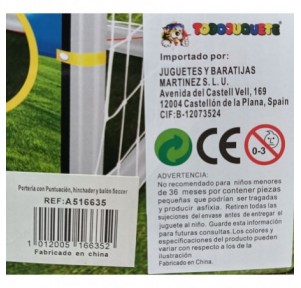 TODOJUGUETE
Importado por:
JUGUETES Y BARATIJAS
MARTINEZ S. L. U.
Avenida del Castell Vell, 169
12004 Castellón de la Plana, Spain
CIF:B-12073524
CE
0-3
ADVERTENCIA:
No recomendado para niños menores
de 36 meses por contener piezas
pequeñas que podrían ser tragadas
y producir asfixia. Retiren todas las
sujeciones del envase antes de entregar
el juguete al niño. Guarde esta información
para futuras consultas.Los colores y
especificaciones del producto pueden
variar respecto a la ilustración.
Fabricado en China.
Portería con Puntuación, hinchador y balón Soccer
REF:A516635
1 012005 166352
Fabricado en china